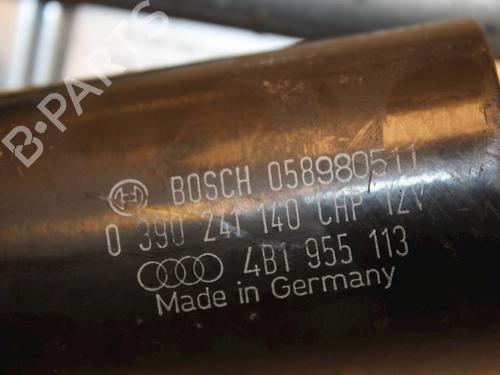 B-PARTS
BOSCH 058980511
0 390 241 140 CHP 12V
4B1 955 113
Made in Germany